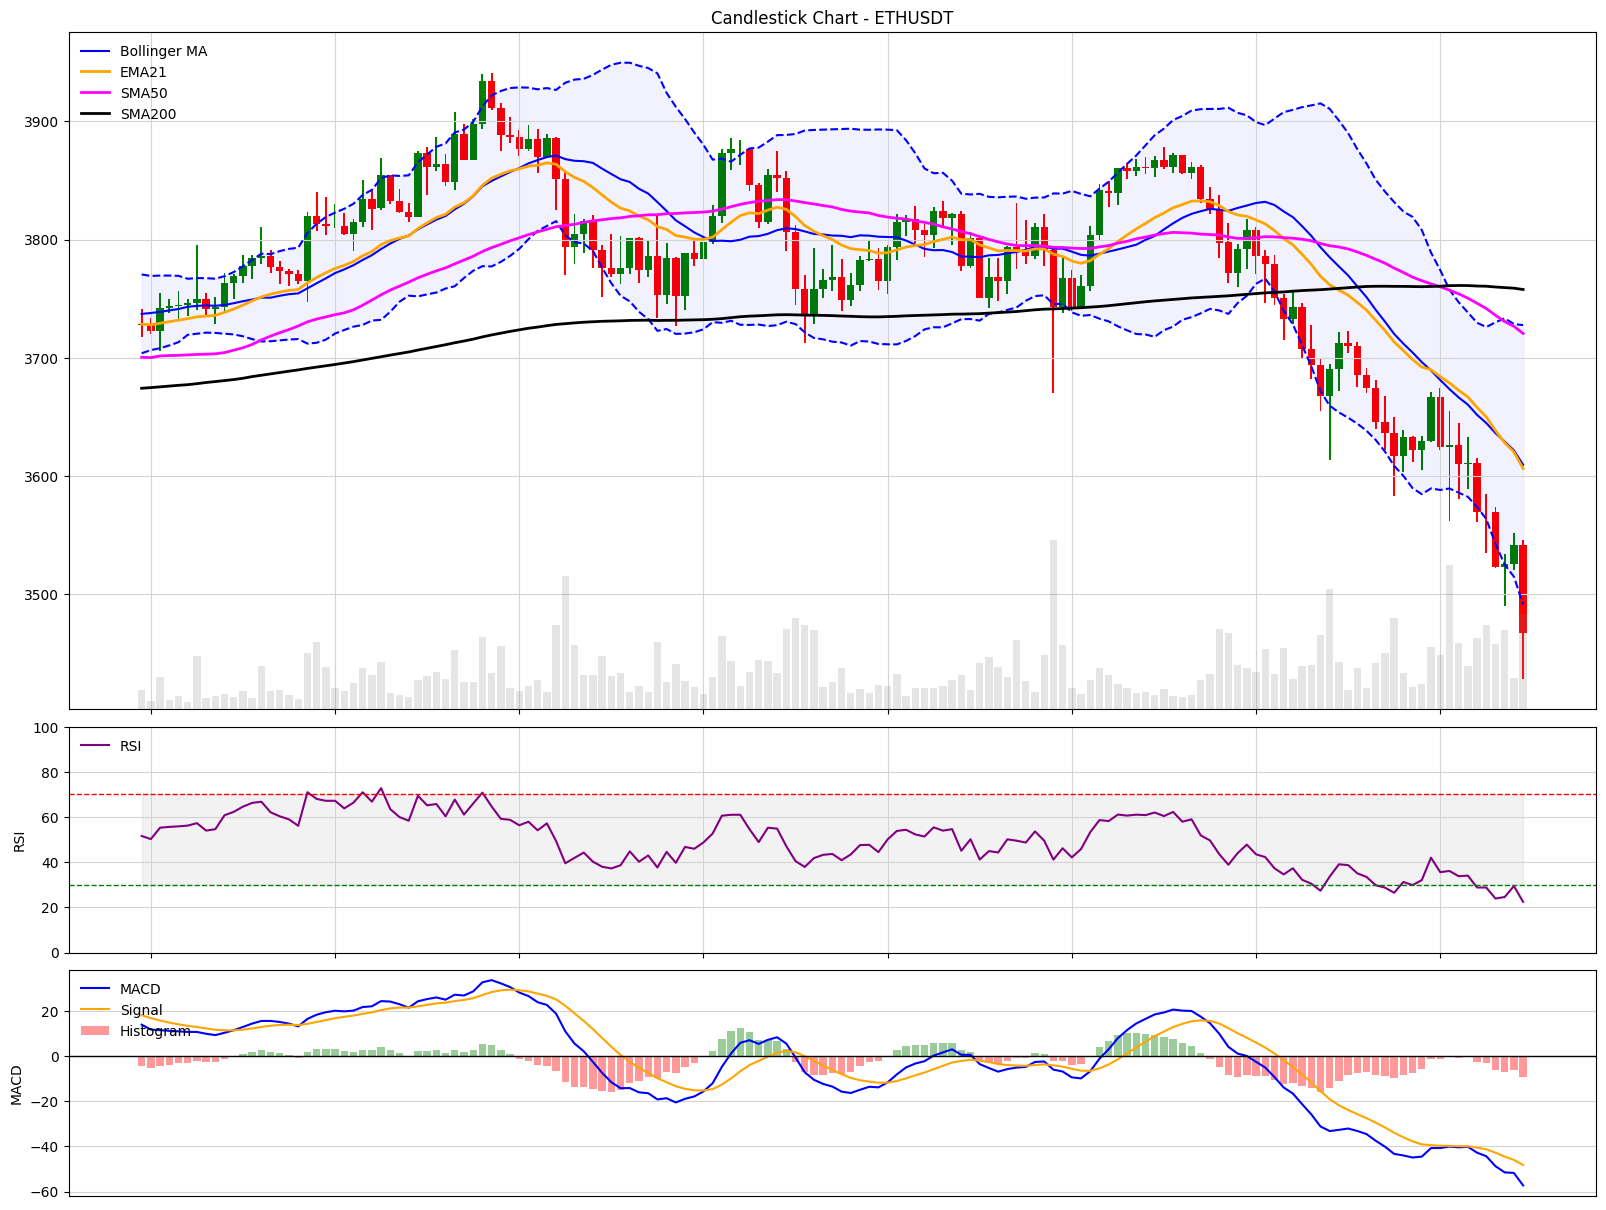 Candlestick Chart - ETHUSDT
Bollinger MA
EMA21
SMA50
SMA200
3900
3800
3700
3600
3500
RSI
100
80
60
40
20
0
RSI
MACD
Signal
Histogram
20
0
−20
−40
−60
MACD